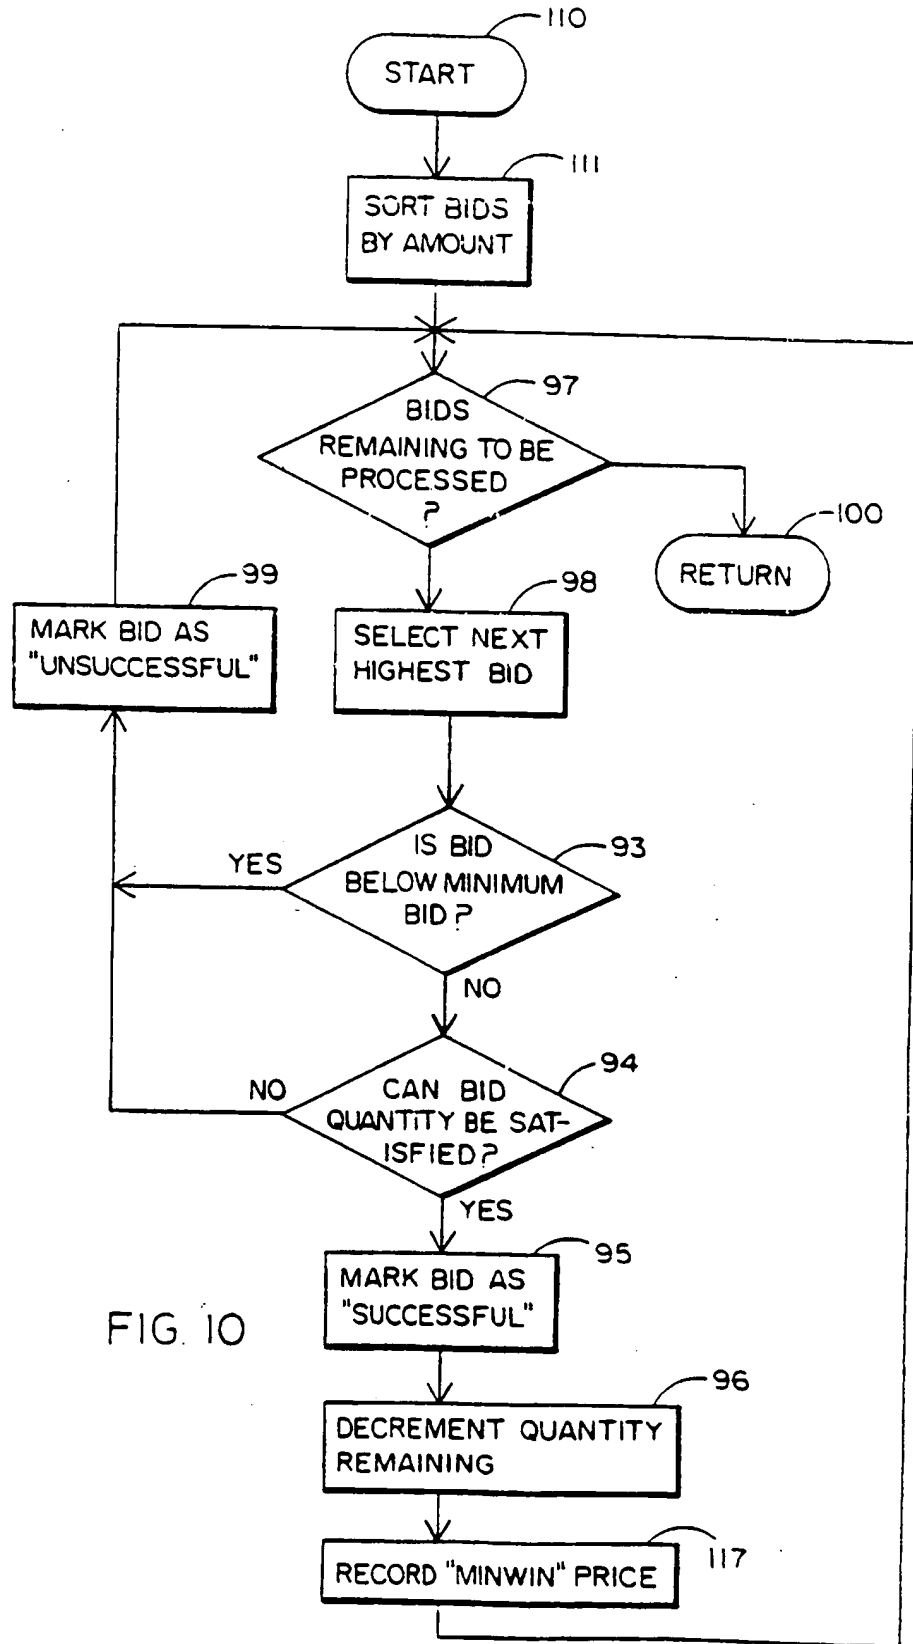 110
START
111
SORT BIDS
BY AMOUNT
97
BIDS
REMAINING TO BE
PROCESSED
?
100
RETURN
99
MARK BID AS
"UNSUCCESSFUL"
98
SELECT NEXT
HIGHEST BID
93
IS BID
BELOW MINIMUM
BID?
YES
NO
94
CAN BID
QUANTITY BE SAT-
ISFIED?
NO
YES
95
MARK BID AS
"SUCCESSFUL"
FIG. 10
96
DECREMENT QUANTITY
REMAINING
117
RECORD "MINWIN" PRICE